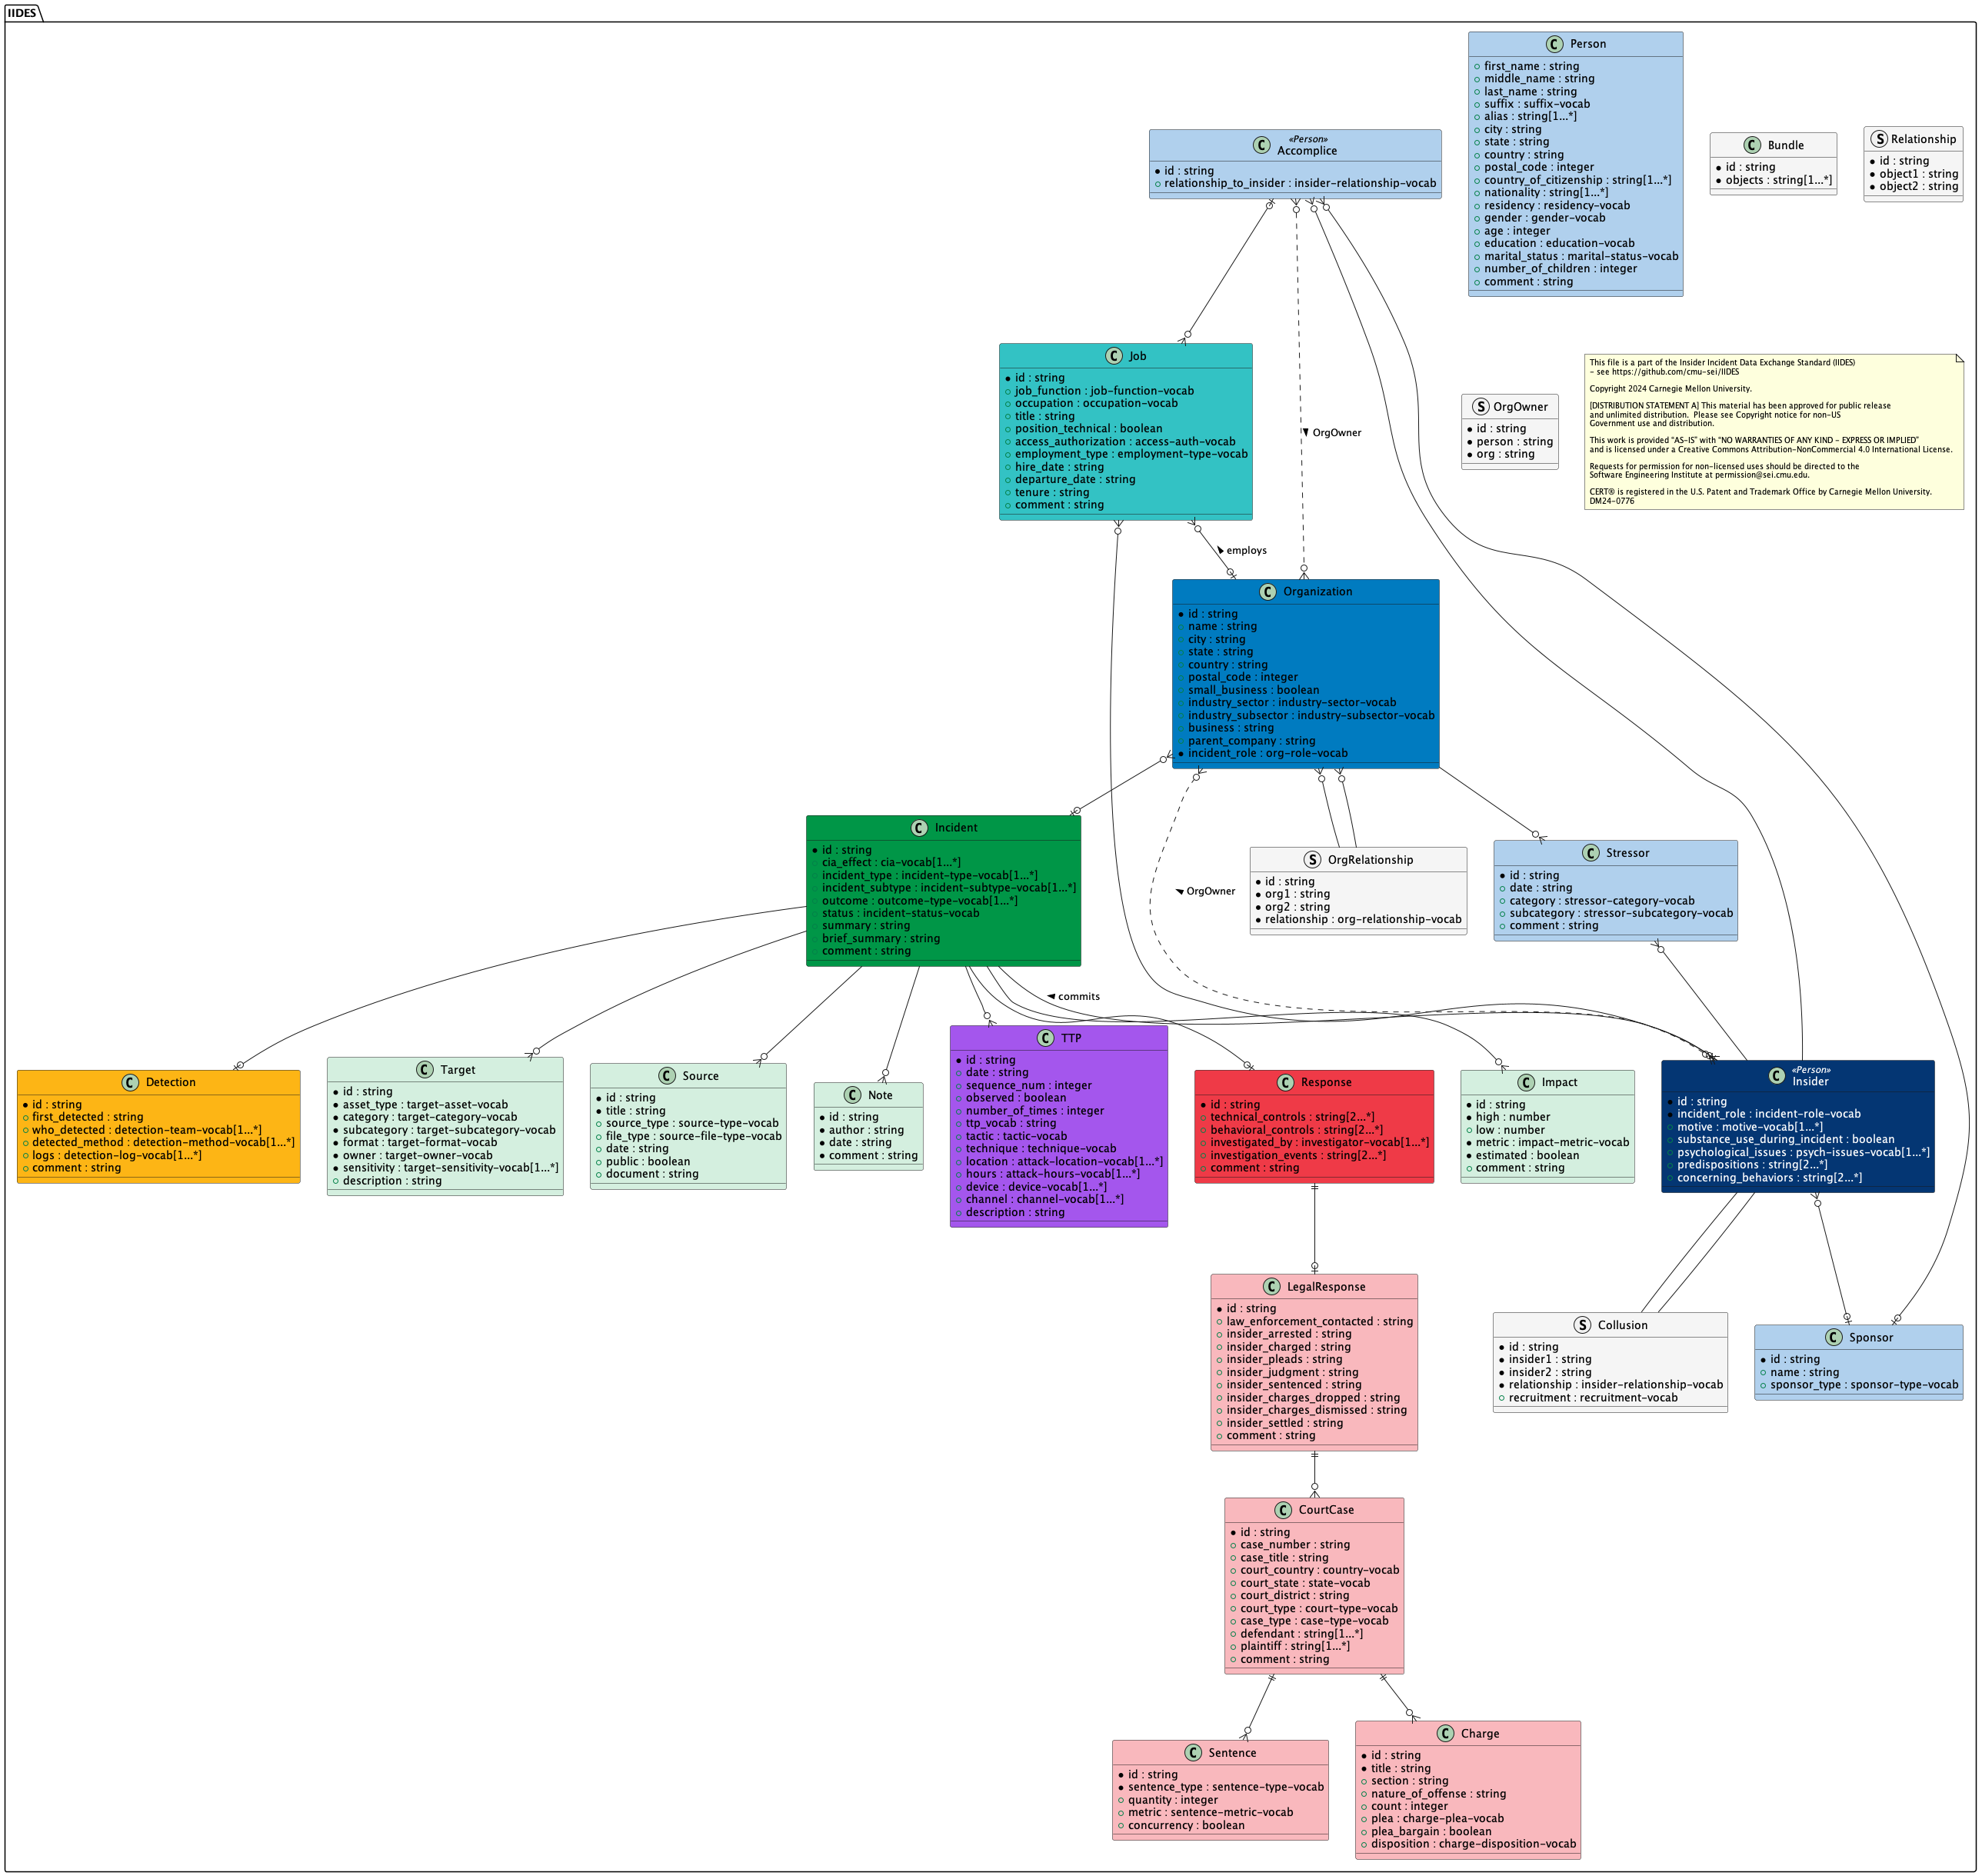 IIDES
C Person
first_name : string
middle_name : string
last_name : string
suffix : suffix-vocab
alias : string[1...*]
city : string
state : string
country : string
postal_code : integer
country_of_citizenship : string[1...*]
nationality : string[1...*]
residency : residency-vocab
gender : gender-vocab
age : integer
education : education-vocab
marital_status : marital-status-vocab
number_of_children : integer
comment : string
C «Person»
Accomplice
id : string
relationship_to_insider : insider-relationship-vocab
C Bundle
id : string
objects : string[1...*]
S Relationship
id : string
object1 : string
object2 : string
C Job
id : string
job_function : job-function-vocab
occupation : occupation-vocab
title : string
position_technical : boolean
access_authorization : access-auth-vocab
employment_type : employment-type-vocab
hire_date : string
departure_date : string
tenure : string
comment : string
OrgOwner
S OrgOwner
id : string
person : string
org : string
This file is a part of the Insider Incident Data Exchange Standard (IIDES)
- see https://github.com/cmu-sei/IIDES
Copyright 2024 Carnegie Mellon University.
[DISTRIBUTION STATEMENT A] This material has been approved for public release
and unlimited distribution. Please see Copyright notice for non-US
Government use and distribution.
This work is provided "AS-IS" with "NO WARRANTIES OF ANY KIND - EXPRESS OR IMPLIED"
and is licensed under a Creative Commons Attribution-NonCommercial 4.0 International License.
Requests for permission for non-licensed uses should be directed to the
Software Engineering Institute at permission@sei.cmu.edu.
CERT® is registered in the U.S. Patent and Trademark Office by Carnegie Mellon University.
DM24-0776
employs
C Organization
id : string
name : string
city : string
state : string
country : string
postal_code : integer
small_business : boolean
industry_sector : industry-sector-vocab
industry_subsector : industry-subsector-vocab
business : string
parent_company : string
incident_role : org-role-vocab
C Incident
id : string
cia_effect : cia-vocab[1...*]
incident_type : incident-type-vocab[1...*]
incident_subtype : incident-subtype-vocab[1...*]
outcome : outcome-type-vocab[1...*]
status : incident-status-vocab
summary : string
brief_summary : string
comment : string
OrgOwner
S OrgRelationship
id : string
org1 : string
org2 : string
relationship : org-relationship-vocab
C Stressor
id : string
date : string
category : stressor-category-vocab
subcategory : stressor-subcategory-vocab
comment : string
commits
C Detection
id : string
first_detected : string
who_detected : detection-team-vocab[1...*]
detected_method : detection-method-vocab[1...*]
logs : detection-log-vocab[1...*]
comment : string
C Target
id : string
asset_type : target-asset-vocab
category : target-category-vocab
subcategory : target-subcategory-vocab
format : target-format-vocab
owner : target-owner-vocab
sensitivity : target-sensitivity-vocab[1...*]
description : string
C Source
id : string
title : string
source_type : source-type-vocab
file_type : source-file-type-vocab
date : string
public : boolean
document : string
C Note
id : string
author : string
date : string
comment : string
C TTP
id : string
date : string
sequence_num : integer
observed : boolean
number_of_times : integer
ttp_vocab : string
tactic : tactic-vocab
technique : technique-vocab
location : attack-location-vocab[1...*]
hours : attack-hours-vocab[1...*]
device : device-vocab[1...*]
channel : channel-vocab[1...*]
description : string
C Response
id : string
technical_controls : string[2...*]
behavioral_controls : string[2...*]
investigated_by : investigator-vocab[1...*]
investigation_events : string[2...*]
comment : string
C Impact
id : string
high : number
low : number
metric : impact-metric-vocab
estimated : boolean
comment : string
C «Person»
Insider
id : string
incident_role : incident-role-vocab
motive : motive-vocab[1...*]
substance_use_during_incident : boolean
psychological_issues : psych-issues-vocab[1...*]
predispositions : string[2...*]
concerning_behaviors : string[2...*]
C LegalResponse
id : string
law_enforcement_contacted : string
insider_arrested : string
insider_charged : string
insider_pleads : string
insider_judgment : string
insider_sentenced : string
insider_charges_dropped : string
insider_charges_dismissed : string
insider_settled : string
comment : string
S Collusion
id : string
insider1 : string
insider2 : string
relationship : insider-relationship-vocab
recruitment : recruitment-vocab
C Sponsor
id : string
name : string
sponsor_type : sponsor-type-vocab
C CourtCase
id : string
case_number : string
case_title : string
court_country : country-vocab
court_state : state-vocab
court_district : string
court_type : court-type-vocab
case_type : case-type-vocab
defendant : string[1...*]
plaintiff : string[1...*]
comment : string
C Sentence
id : string
sentence_type : sentence-type-vocab
quantity : integer
metric : sentence-metric-vocab
concurrency : boolean
C Charge
id : string
title : string
section : string
nature_of_offense : string
count : integer
plea : charge-plea-vocab
plea_bargain : boolean
disposition : charge-disposition-vocab